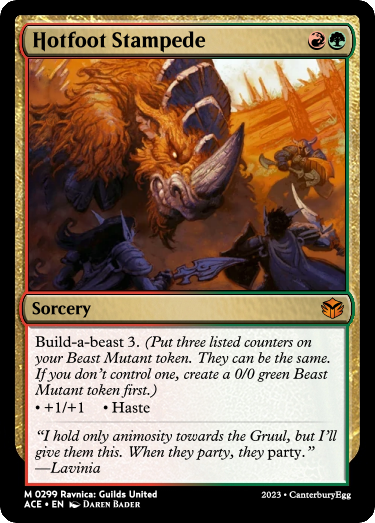 Hotfoot Stampede
Sorcery
Build-a-beast 3. (Put three listed counters on
your Beast Mutant token. They can be the same.
If you don't control one, create a 0/0 green Beast
Mutant token first.)
• +1/+1 • Haste
“I hold only animosity towards the Gruul, but I'll
give them this. When they party, they party.”
—Lavinia
M 0299 Ravnica: Guilds United
ACE • EN Daren Bader
2023 • CanterburyEgg